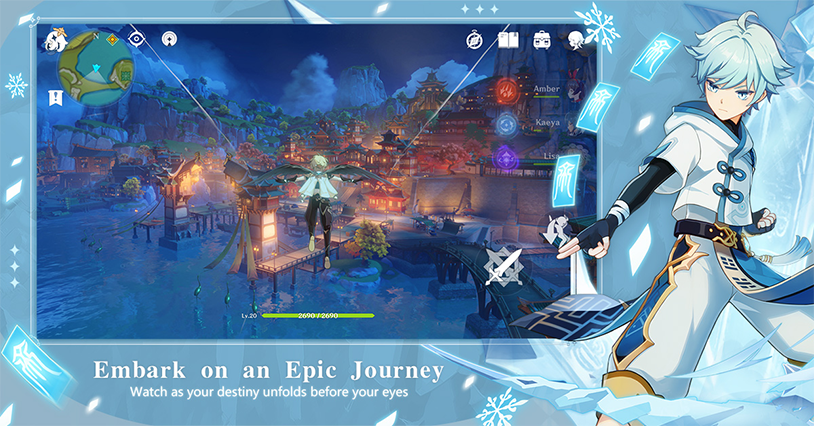 N
Amber
Kaeya
Lisa
Lv.20 2690 / 2690
Embark on an Epic Journey
Watch as your destiny unfolds before your eyes